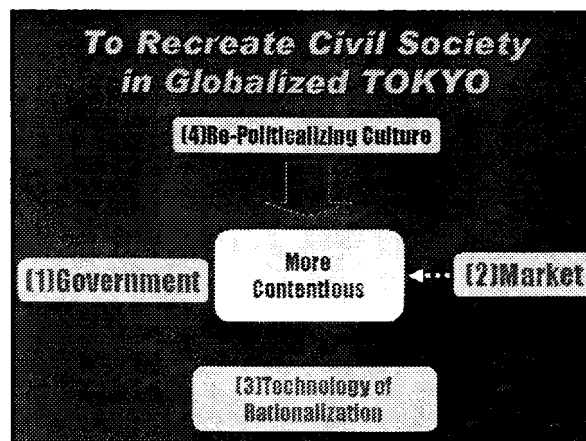 To Recreate Civil Society
in Globalized TOKYO
(4)Re-Politicalizing Culture
(1)Government
More
Contentious
(2)Market
(3)Technology of
Rationalization